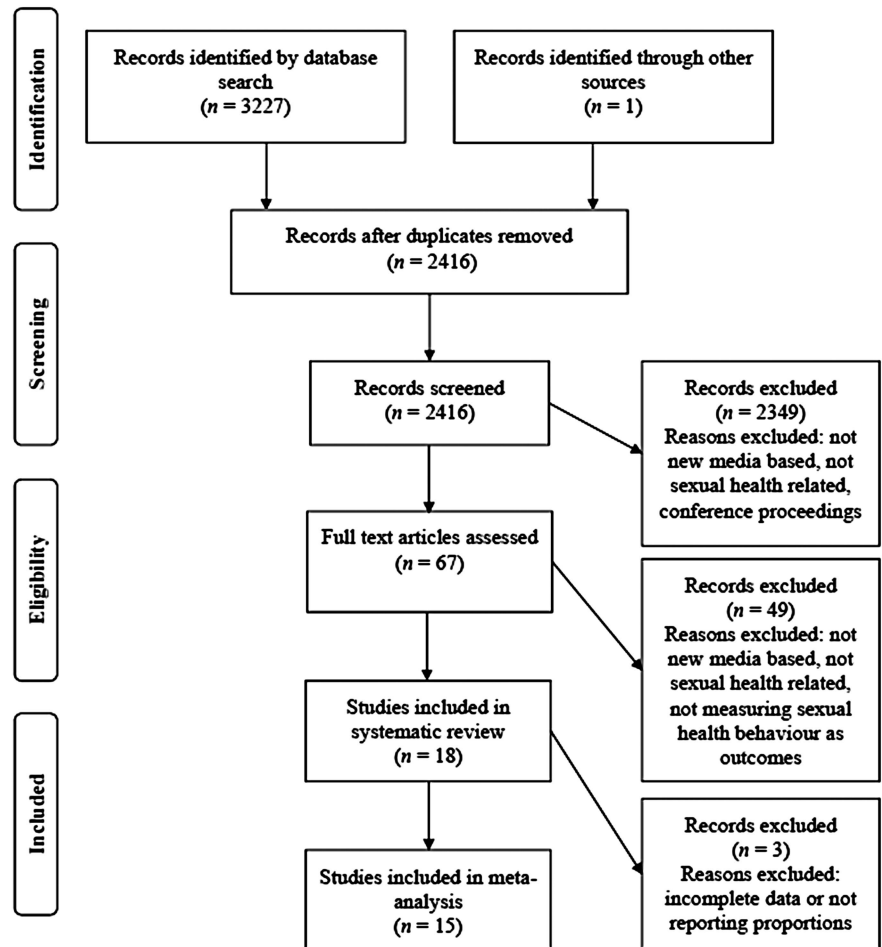 Identification
Records identified by database
search
(n = 3227)
Records identified through other
sources
(n = 1)
Records after duplicates removed
(n = 2416)
Screening
Records screened
(n = 2416)
Records excluded
(n = 2349)
Reasons excluded: not
new media based, not
sexual health related,
conference proceedings
Eligibility
Full text articles assessed
(n = 67)
Records excluded
(n = 49)
Reasons excluded: not
new media based, not
sexual health related,
not measuring sexual
health behaviour as
outcomes
Included
Studies included in
systematic review
(n = 18)
Records excluded
(n = 3)
Reasons excluded:
incomplete data or not
reporting proportions
Studies included in meta-
analysis
(n = 15)